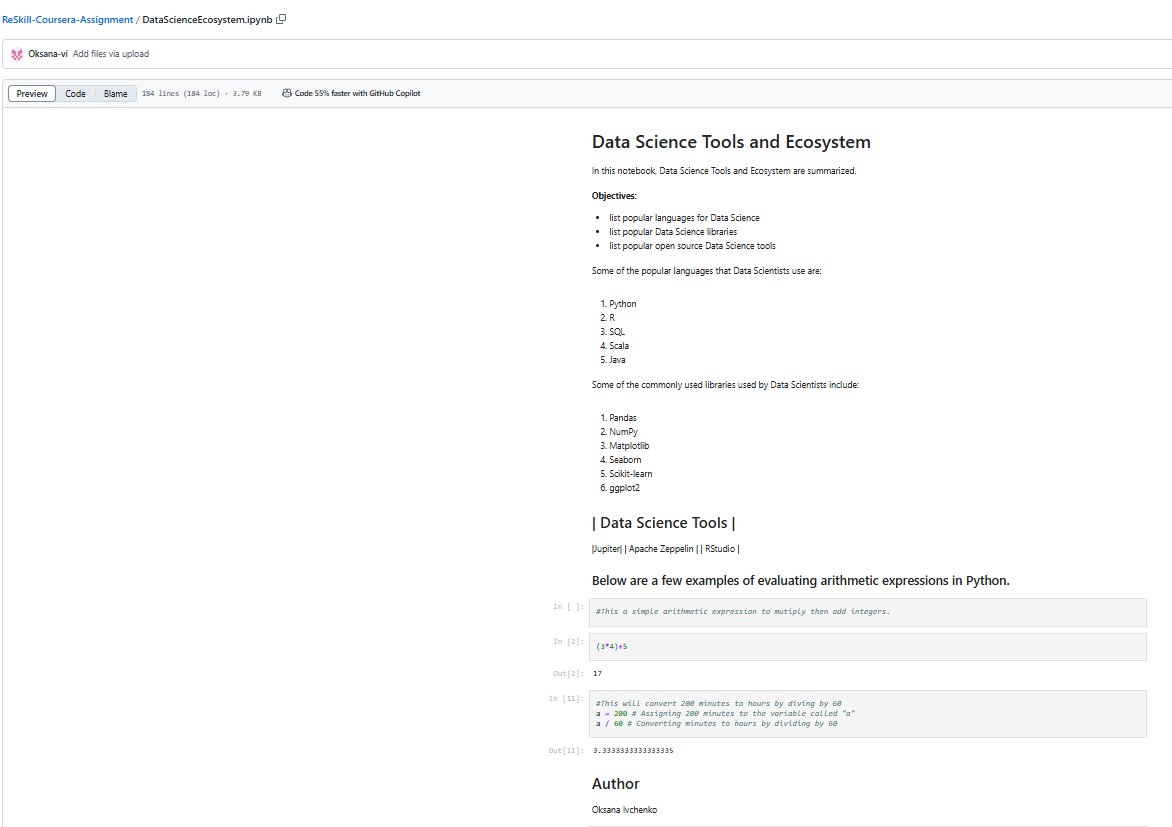 ReSkill-Coursera-Assignment / DataScienceEcosystem.ipynb
Oksana-vi Add files via upload
Preview Code Blame 184 lines (184 loc) · 3.79 KB Code 55% faster with GitHub Copilot
Data Science Tools and Ecosystem
In this notebook, Data Science Tools and Ecosystem are summarized.
Objectives:
• list popular languages for Data Science
• list popular Data Science libraries
• list popular open source Data Science tools
Some of the popular languages that Data Scientists use are:
1. Python
2. R
3. SQL
4. Scala
5. Java
Some of the commonly used libraries used by Data Scientists include:
1. Pandas
2. NumPy
3. Matplotlib
4. Seaborn
5. Scikit-learn
6. ggplot2
| Data Science Tools |
|Jupiter| | Apache Zeppelin | | RStudio |
Below are a few examples of evaluating arithmetic expressions in Python.
In [ ]: #This a simple arithmetic expression to mutiply then add integers.
In [2]: (3*4)+5
Out[2]: 17
In [11]: #This will convert 200 minutes to hours by diving by 60
a = 200 # Assigning 200 minutes to the variable called "a"
a / 60 # Converting minutes to hours by dividing by 60
Out[11]: 3.3333333333333335
Author
Oksana Ivchenko